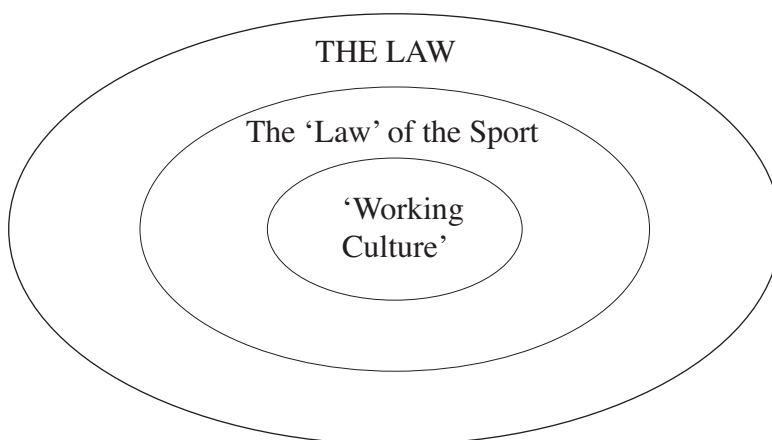 THE LAW
The ‘Law’ of the Sport
‘Working
Culture’